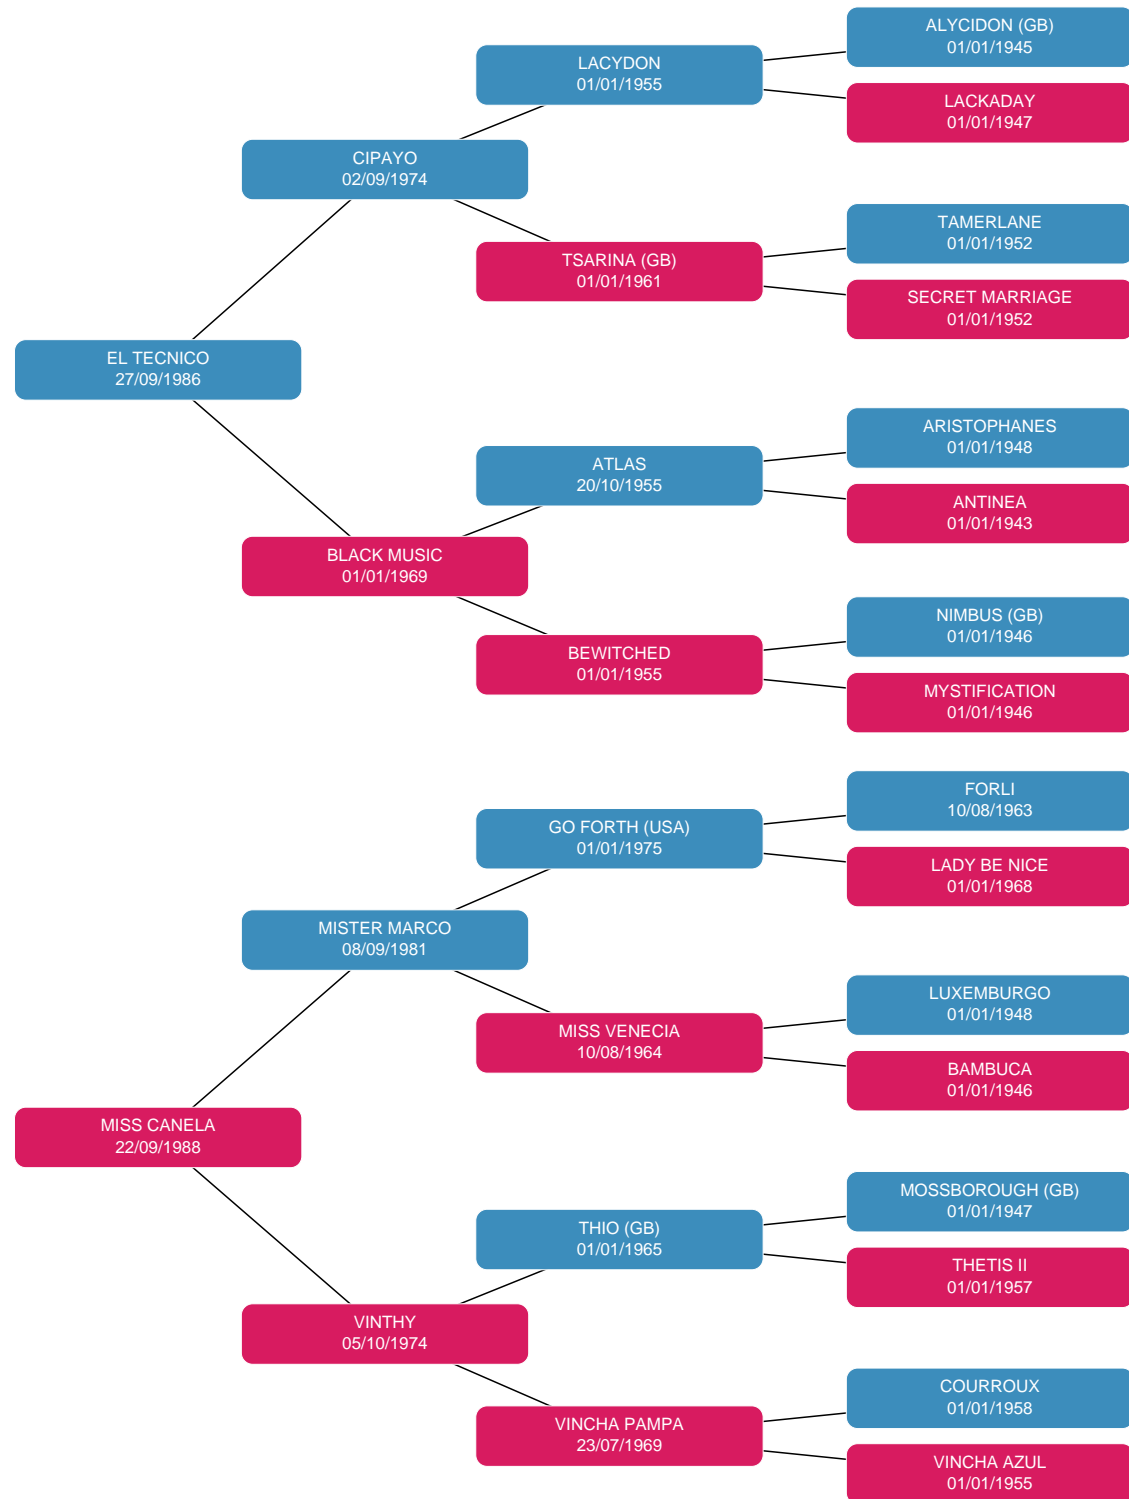 ALYCIDON (GB)
01/01/1945
LACYDON
01/01/1955
LACKADAY
01/01/1947
CIPAYO
02/09/1974
TAMERLANE
01/01/1952
TSARINA (GB)
01/01/1961
SECRET MARRIAGE
01/01/1952
EL TECNICO
27/09/1986
ARISTOPHANES
01/01/1948
ATLAS
20/10/1955
ANTINEA
01/01/1943
BLACK MUSIC
01/01/1969
NIMBUS (GB)
01/01/1946
BEWITCHED
01/01/1955
MYSTIFICATION
01/01/1946
FORLI
10/08/1963
GO FORTH (USA)
01/01/1975
LADY BE NICE
01/01/1968
MISTER MARCO
08/09/1981
LUXEMBURGO
01/01/1948
MISS VENECIA
10/08/1964
BAMBUCA
01/01/1946
MISS CANELA
22/09/1988
MOSSBOROUGH (GB)
01/01/1947
THIO (GB)
01/01/1965
THETIS II
01/01/1957
VINTHY
05/10/1974
COURROUX
01/01/1958
VINCHA PAMPA
23/07/1969
VINCHA AZUL
01/01/1955